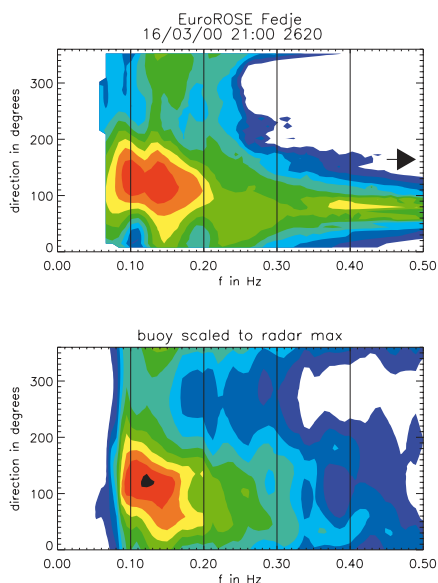 EuroROSE Fedje
16/03/00 21:00 2620
direction in degrees
300
200
100
0
0.00 0.10 0.20 0.30 0.40 0.50
f in Hz
buoy scaled to radar max
direction in degrees
300
200
100
0
0.00 0.10 0.20 0.30 0.40 0.50
f in Hz